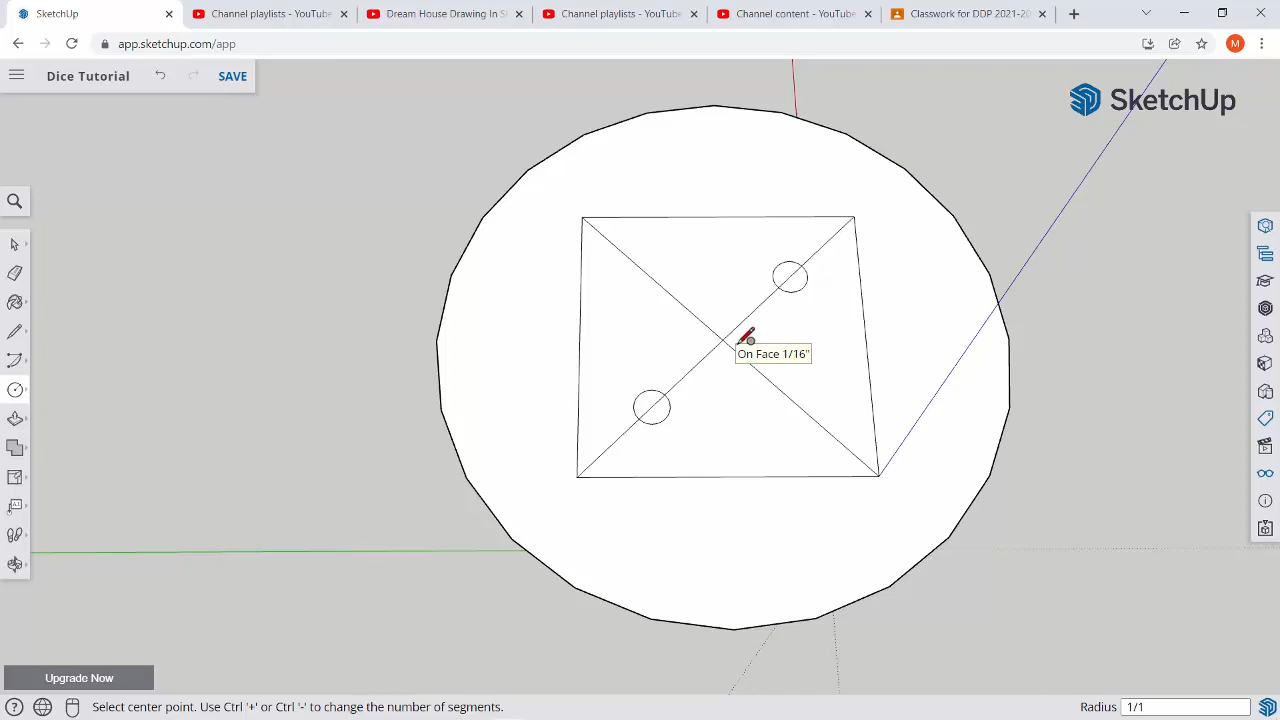 SketchUp
Channel playlists - YouTube
Dream House Drawing In S
Channel playlists - YouTube
Channel content - YouTube
Classwork for DDP 2021-20
app.sketchup.com/app
M
Dice Tutorial
SAVE
SketchUp
On Face 1/16"
Upgrade Now
Select center point. Use Ctrl '+' or Ctrl '-' to change the number of segments.
Radius
1/1